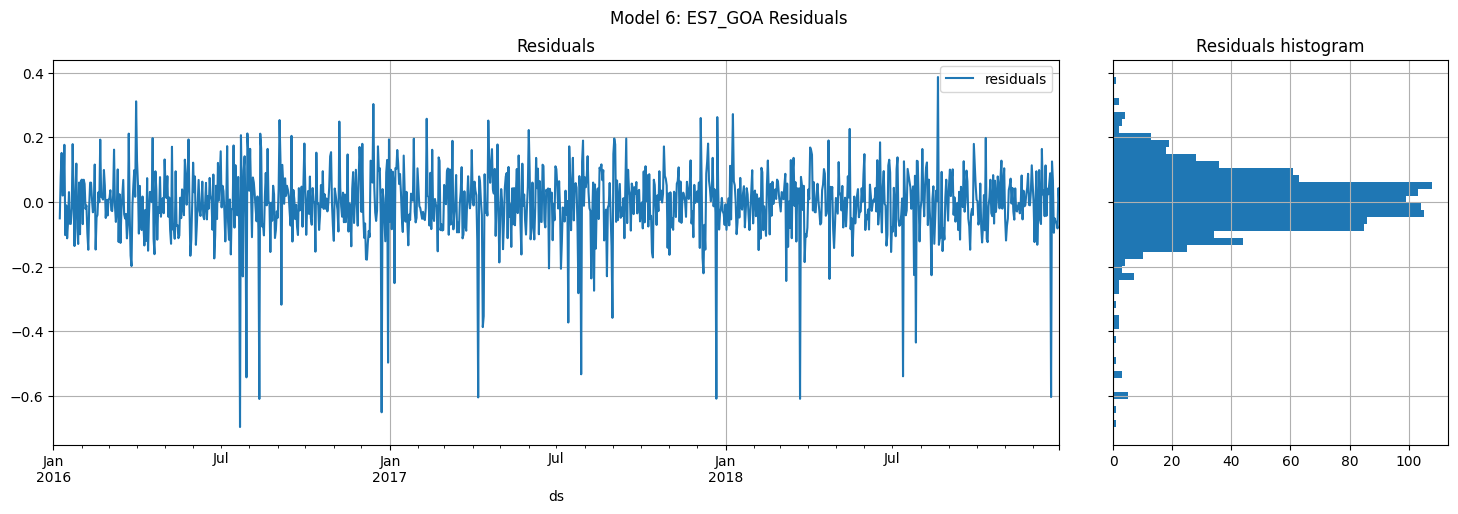 Model 6: ES7_GOA Residuals
Residuals
Residuals histogram
residuals
0.4
0.2
0.0
−0.2
−0.4
−0.6
Jan
2016
Jul
Jan
2017
Jul
Jan
2018
Jul
ds
0
20
40
60
80
100